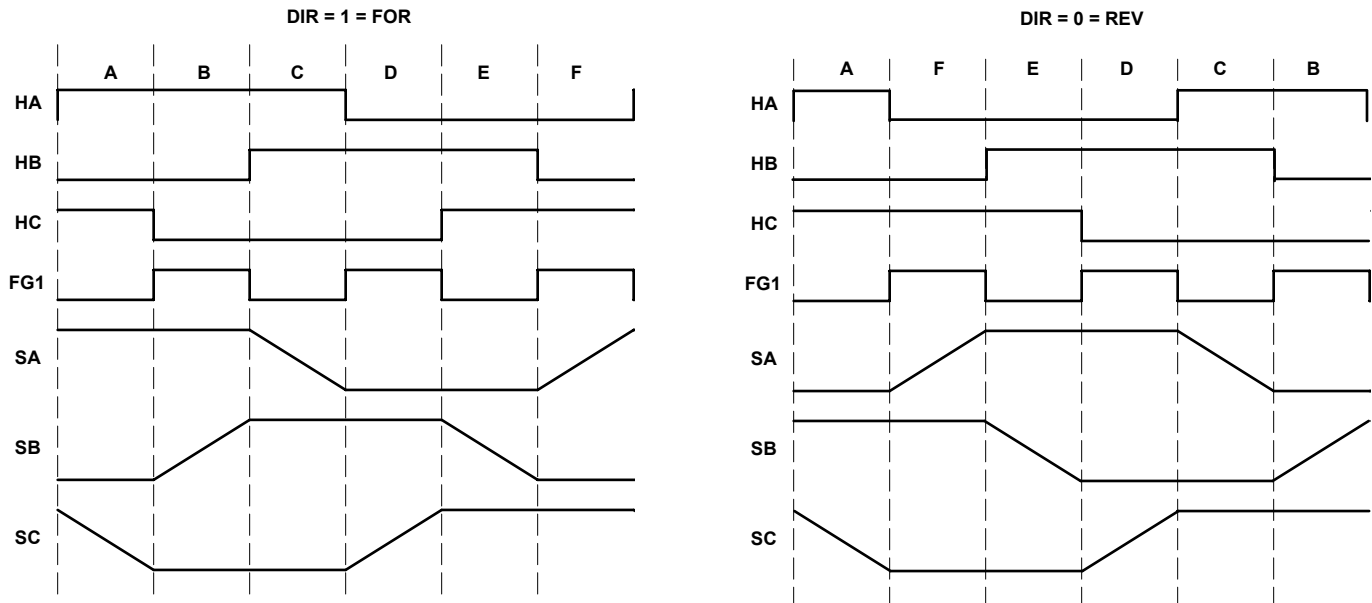 DIR = 1 = FOR
A B C D E F
HA
HB
HC
FG1
SA
SB
SC
DIR = 0 = REV
A F E D C B
HA
HB
HC
FG1
SA
SB
SC